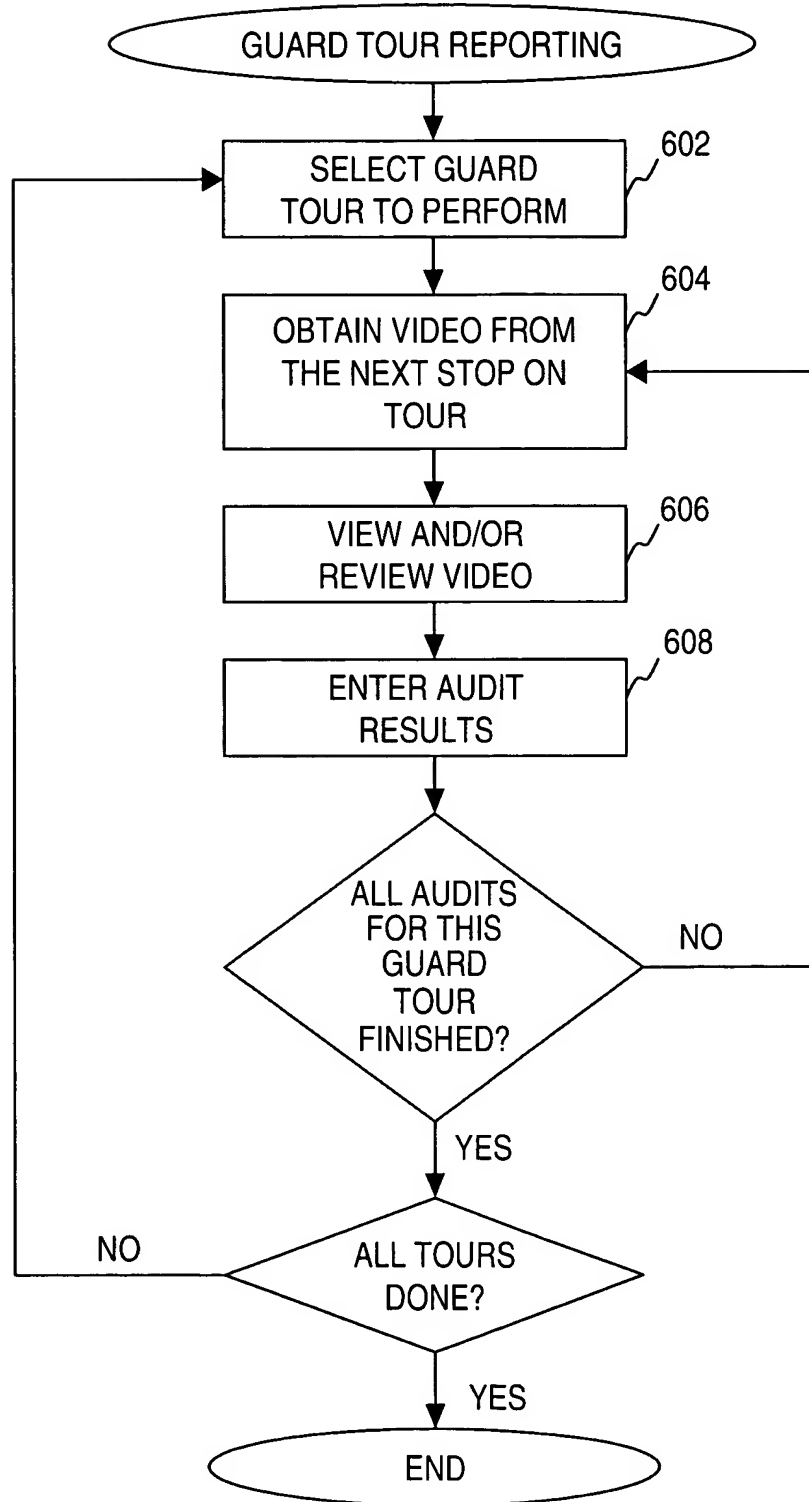 GUARD TOUR REPORTING
602
SELECT GUARD
TOUR TO PERFORM
604
OBTAIN VIDEO FROM
THE NEXT STOP ON
TOUR
606
VIEW AND/OR
REVIEW VIDEO
608
ENTER AUDIT
RESULTS
ALL AUDITS
FOR THIS
GUARD
TOUR
FINISHED?
NO
YES
NO
ALL TOURS
DONE?
YES
END